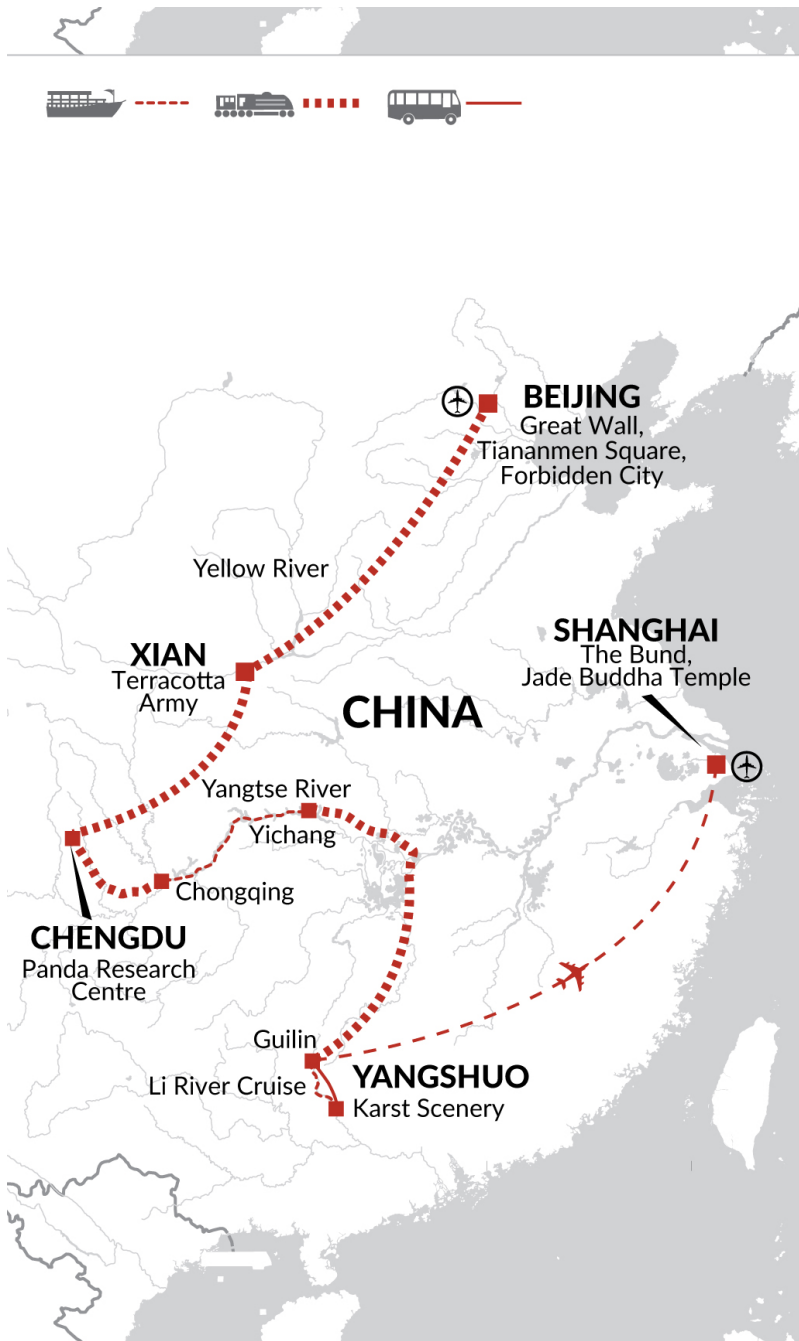 BEIJING
Great Wall,
Tiananmen Square,
Forbidden City
Yellow River
XIAN
Terracotta
Army
SHANGHAI
The Bund,
Jade Buddha Temple
CHINA
Yangtse River
Yichang
Chongqing
CHENGDU
Panda Research
Centre
Guilin
Li River Cruise
YANGSHUO
Karst Scenery